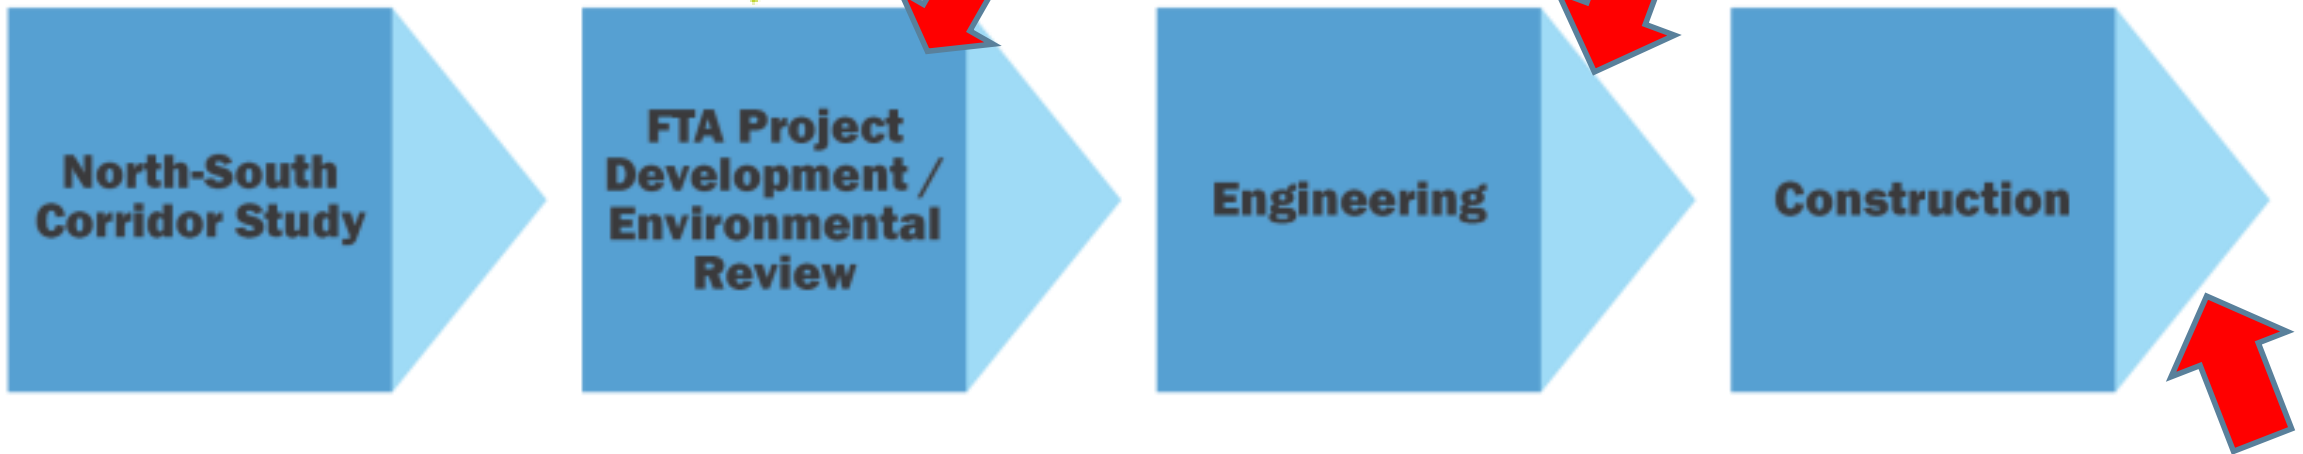 North-South
Corridor Study
FTA Project
Development /
Environmental
Review
Engineering
Construction